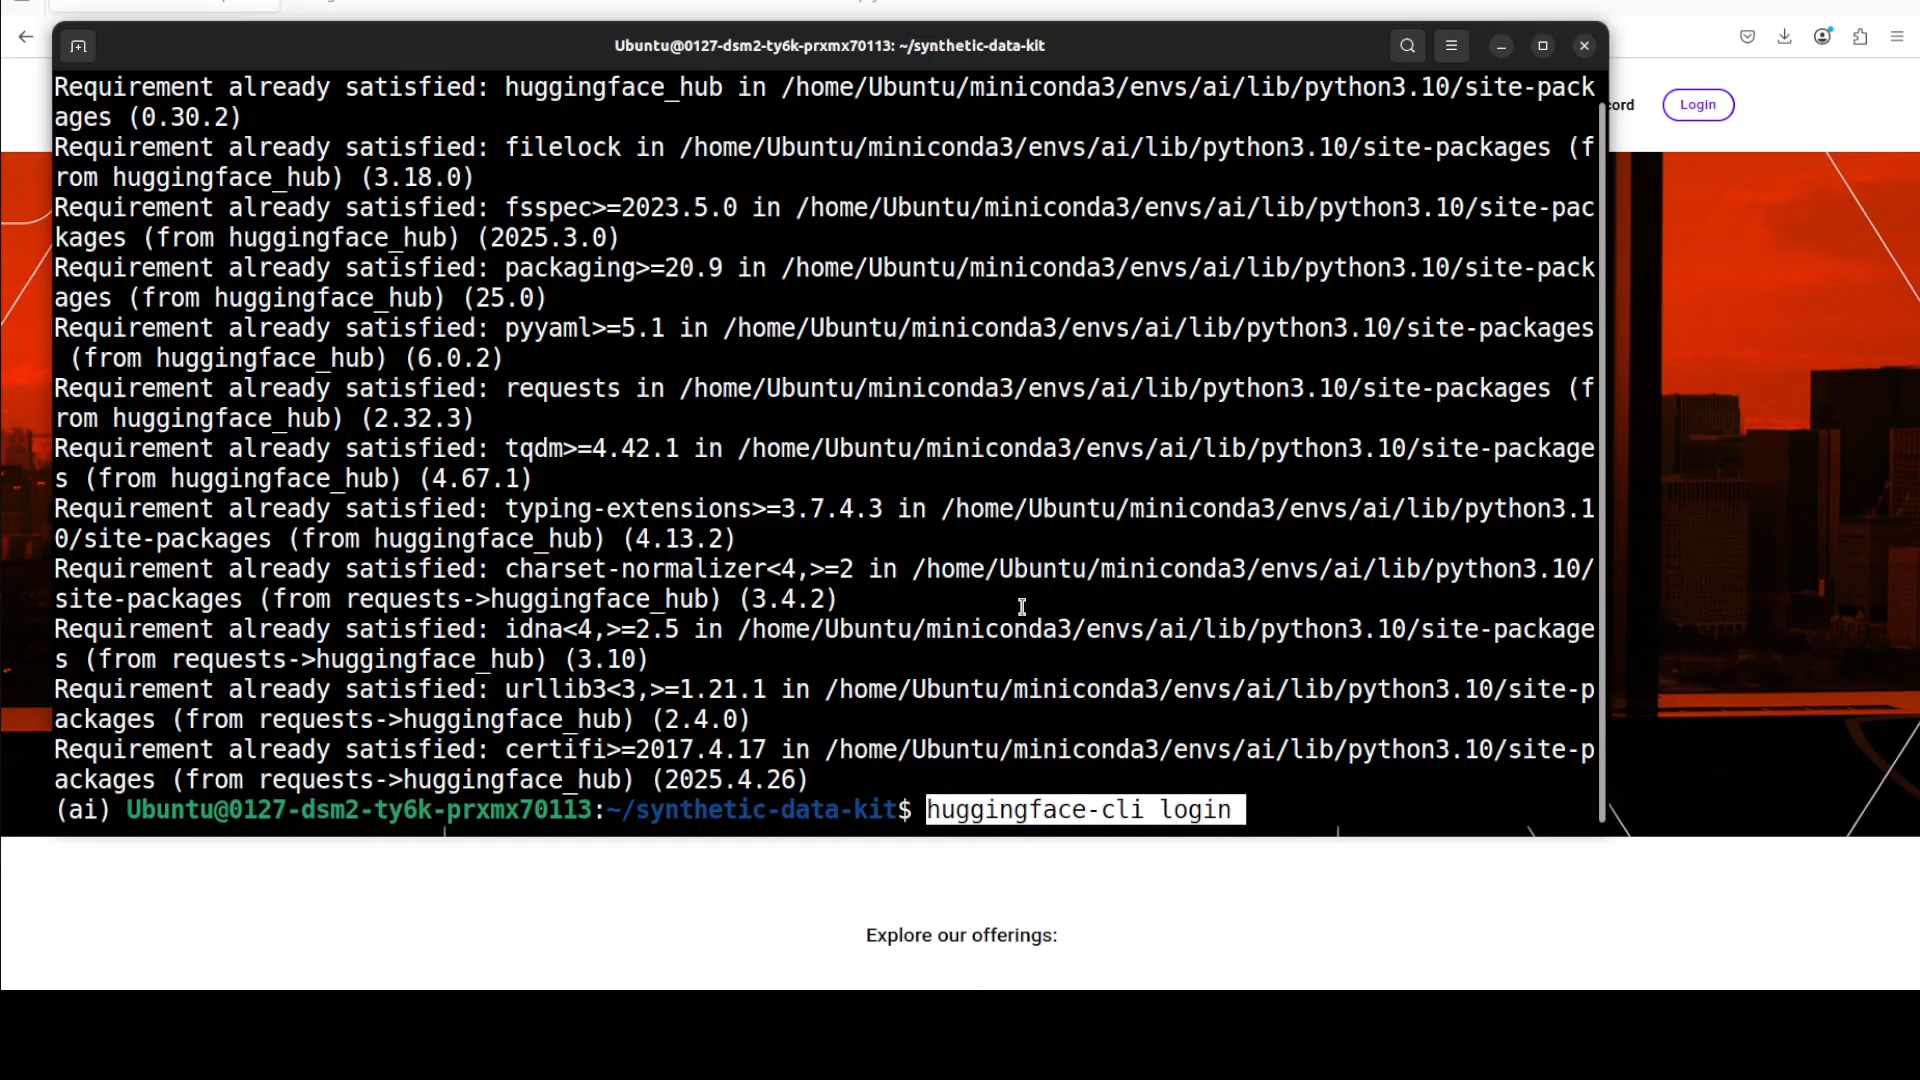 Ubuntu@0127-dsm2-ty6k-prxmx70113: ~/synthetic-data-kit
Requirement already satisfied: huggingface_hub in /home/Ubuntu/miniconda3/envs/ai/lib/python3.10/site-pack
ages (0.30.2)
Requirement already satisfied: filelock in /home/Ubuntu/miniconda3/envs/ai/lib/python3.10/site-packages (f
rom huggingface_hub) (3.18.0)
Requirement already satisfied: fsspec>=2023.5.0 in /home/Ubuntu/miniconda3/envs/ai/lib/python3.10/site-pac
kages (from huggingface_hub) (2025.3.0)
Requirement already satisfied: packaging>=20.9 in /home/Ubuntu/miniconda3/envs/ai/lib/python3.10/site-pack
ages (from huggingface_hub) (25.0)
Requirement already satisfied: pyyaml>=5.1 in /home/Ubuntu/miniconda3/envs/ai/lib/python3.10/site-packages
(from huggingface_hub) (6.0.2)
Requirement already satisfied: requests in /home/Ubuntu/miniconda3/envs/ai/lib/python3.10/site-packages (f
rom huggingface_hub) (2.32.3)
Requirement already satisfied: tqdm>=4.42.1 in /home/Ubuntu/miniconda3/envs/ai/lib/python3.10/site-package
s (from huggingface_hub) (4.67.1)
Requirement already satisfied: typing-extensions>=3.7.4.3 in /home/Ubuntu/miniconda3/envs/ai/lib/python3.1
0/site-packages (from huggingface_hub) (4.13.2)
Requirement already satisfied: charset-normalizer<4,>=2 in /home/Ubuntu/miniconda3/envs/ai/lib/python3.10/
site-packages (from requests->huggingface_hub) (3.4.2)
Requirement already satisfied: idna<4,>=2.5 in /home/Ubuntu/miniconda3/envs/ai/lib/python3.10/site-package
s (from requests->huggingface_hub) (3.10)
Requirement already satisfied: urllib3<3,>=1.21.1 in /home/Ubuntu/miniconda3/envs/ai/lib/python3.10/site-p
ackages (from requests->huggingface_hub) (2.4.0)
Requirement already satisfied: certifi>=2017.4.17 in /home/Ubuntu/miniconda3/envs/ai/lib/python3.10/site-p
ackages (from requests->huggingface_hub) (2025.4.26)
(ai) Ubuntu@0127-dsm2-ty6k-prxmx70113:~/synthetic-data-kit$ huggingface-cli login
cord
Login
Explore our offerings: